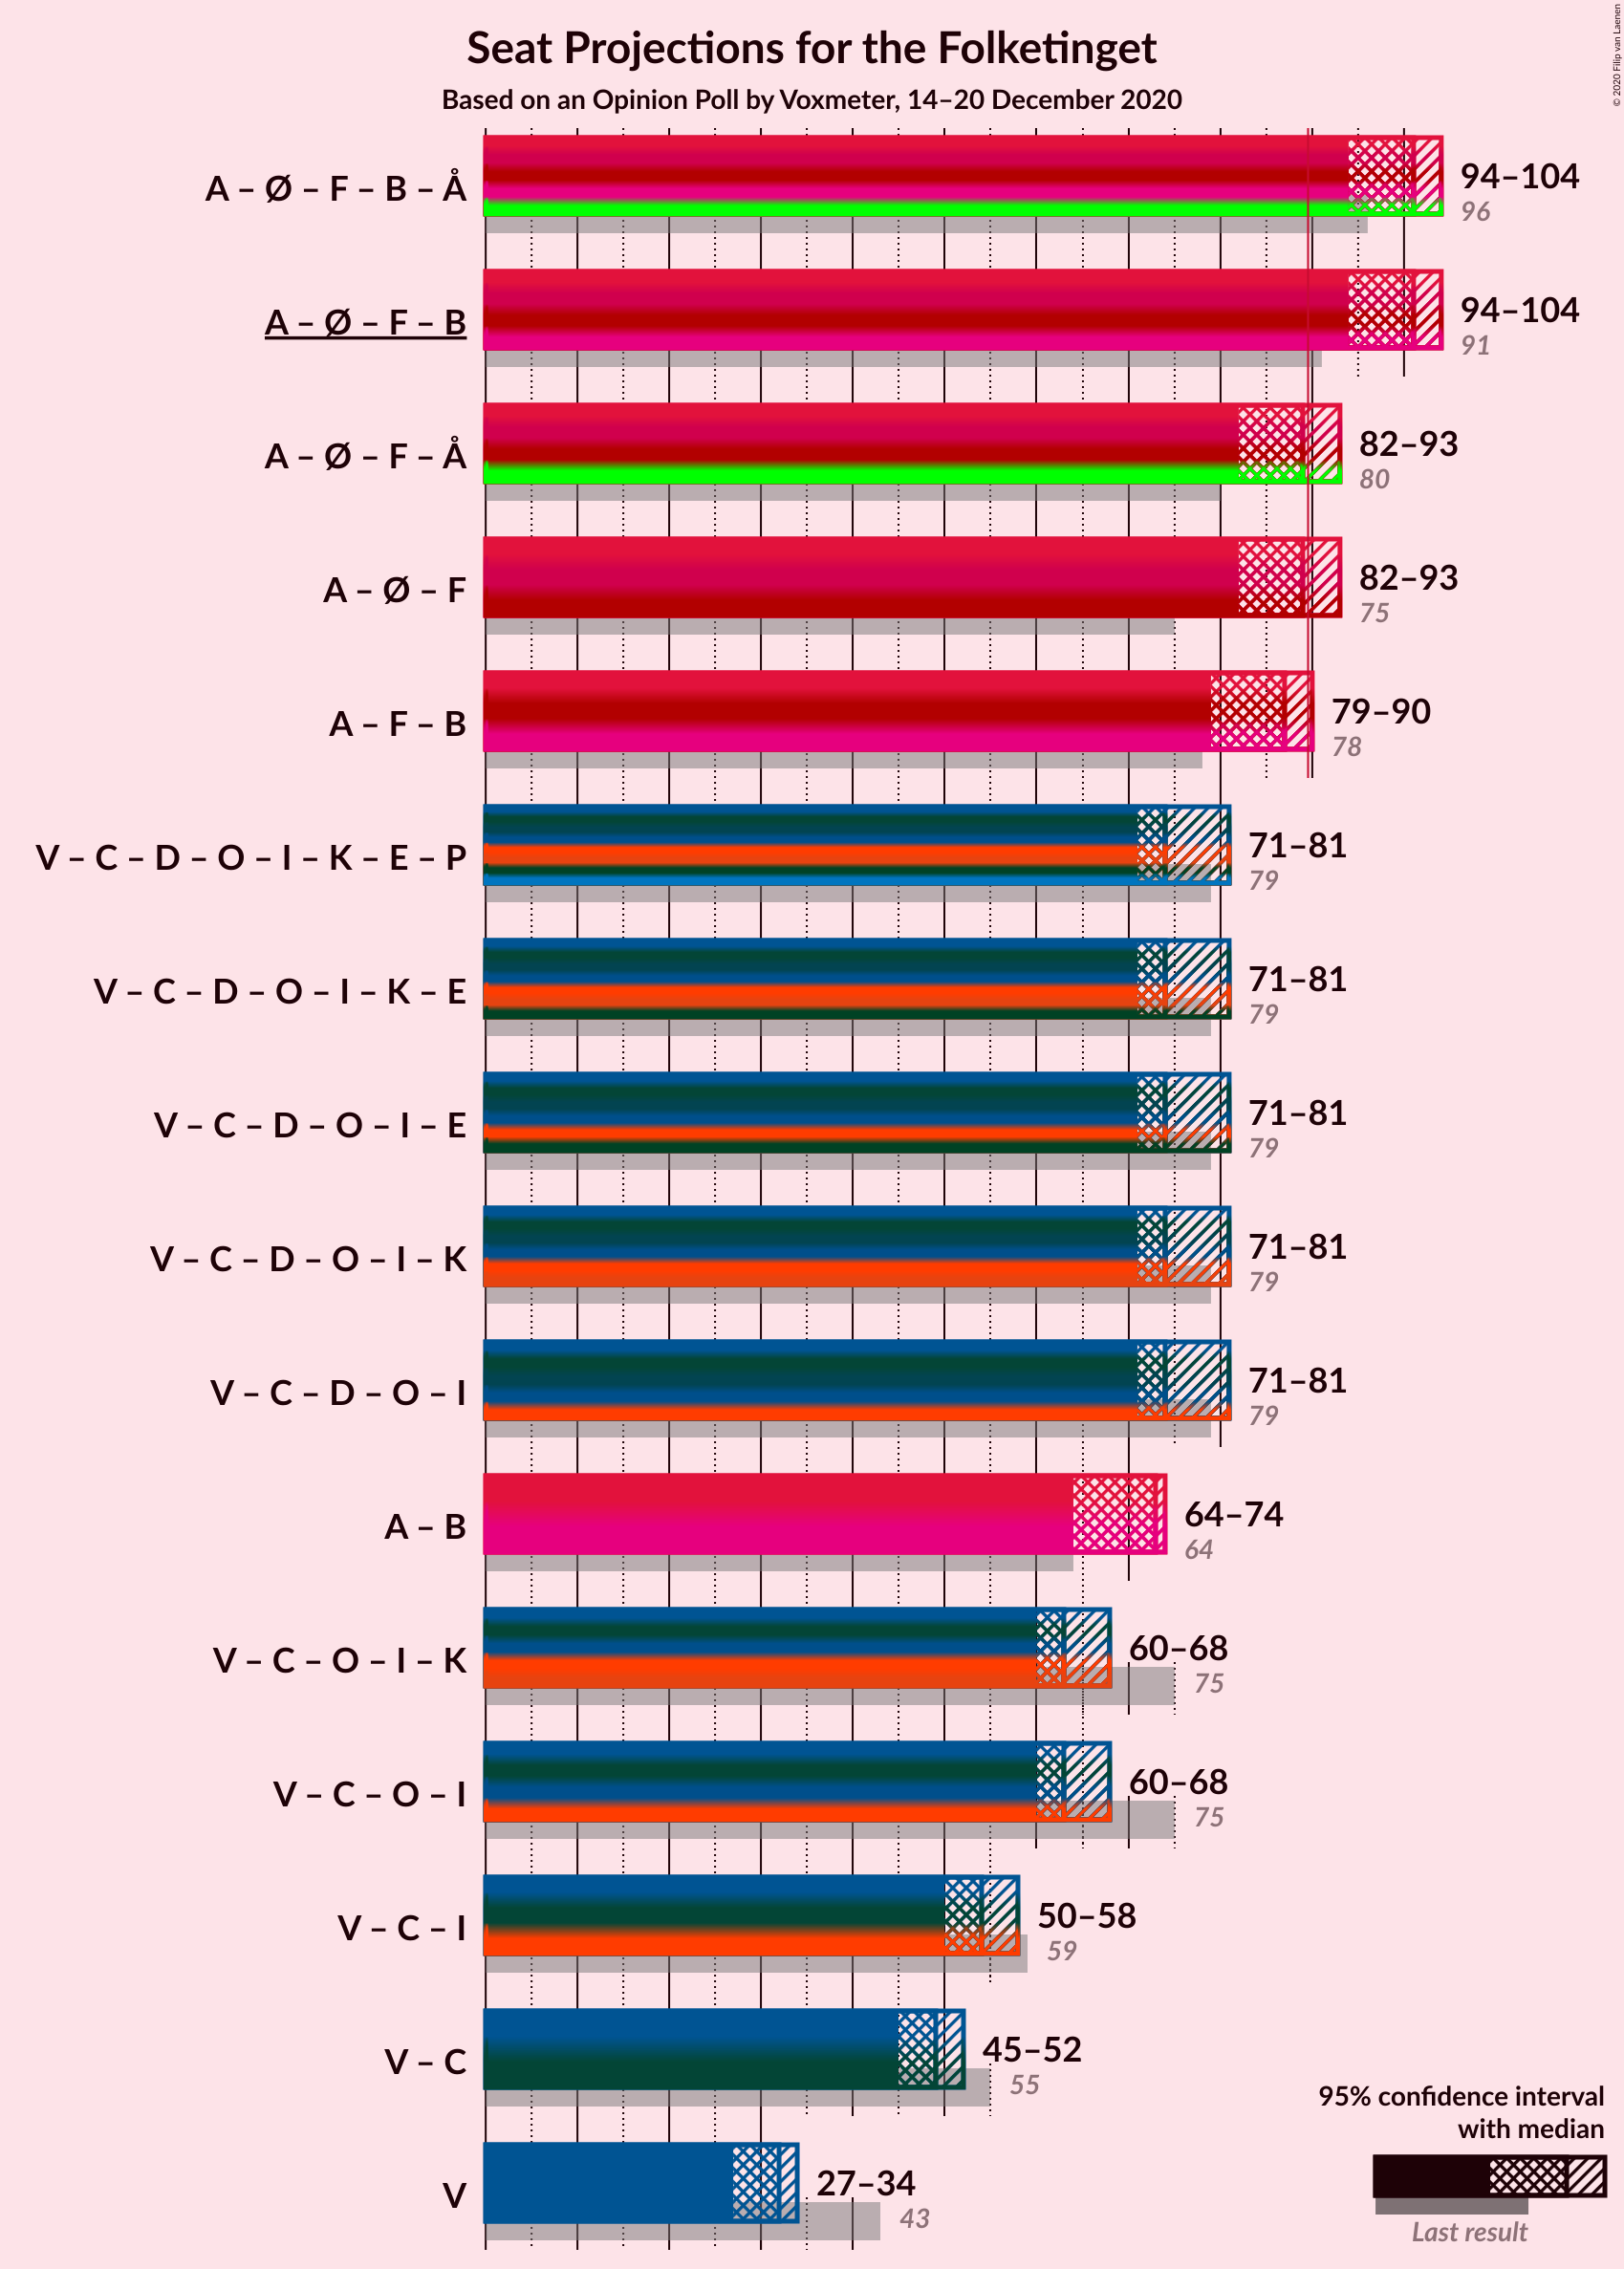 © 2020 Filip van Laenen
Seat Projections for the Folketinget
Based on an Opinion Poll by Voxmeter, 14–20 December 2020
A – Ø – F – B – Å
94–104
96
A – Ø – F – B
94–104
91
A – Ø – F – Å
82–93
80
A – Ø – F
82–93
75
A – F – B
79–90
78
V – C – D – O – I – K – E – P
71–81
79
V – C – D – O – I – K – E
71–81
79
V – C – D – O – I – E
71–81
79
V – C – D – O – I – K
71–81
79
V – C – D – O – I
71–81
79
A – B
64–74
64
V – C – O – I – K
60–68
75
V – C – O – I
60–68
75
V – C – I
50–58
59
V – C
45–52
55
V
27–34
43
95% confidence interval
with median
Last result